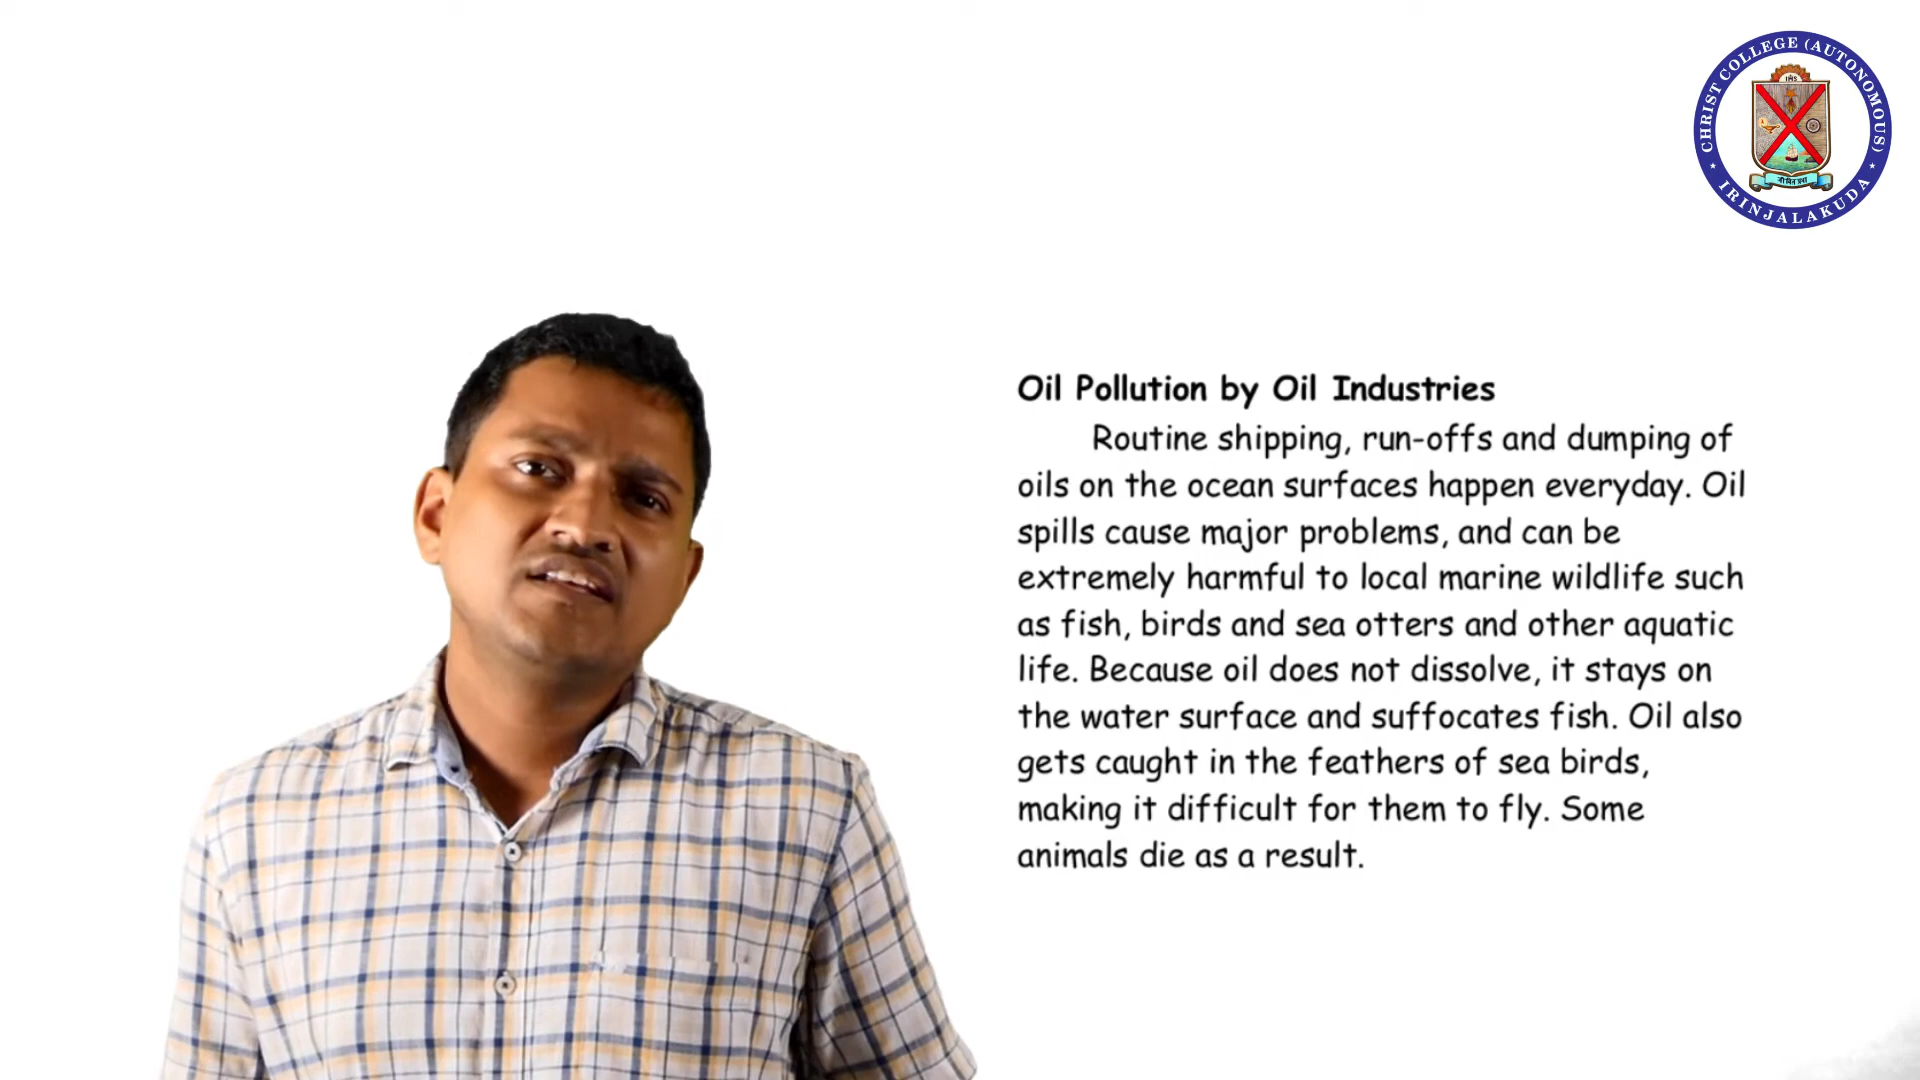 CHRIST COLLEGE (AUTONOMOUS)
IRINJALAKUDA
IHS
Oil Pollution by Oil Industries
Routine shipping, run-offs and dumping of
oils on the ocean surfaces happen everyday. Oil
spills cause major problems, and can be
extremely harmful to local marine wildlife such
as fish, birds and sea otters and other aquatic
life. Because oil does not dissolve, it stays on
the water surface and suffocates fish. Oil also
gets caught in the feathers of sea birds,
making it difficult for them to fly. Some
animals die as a result.